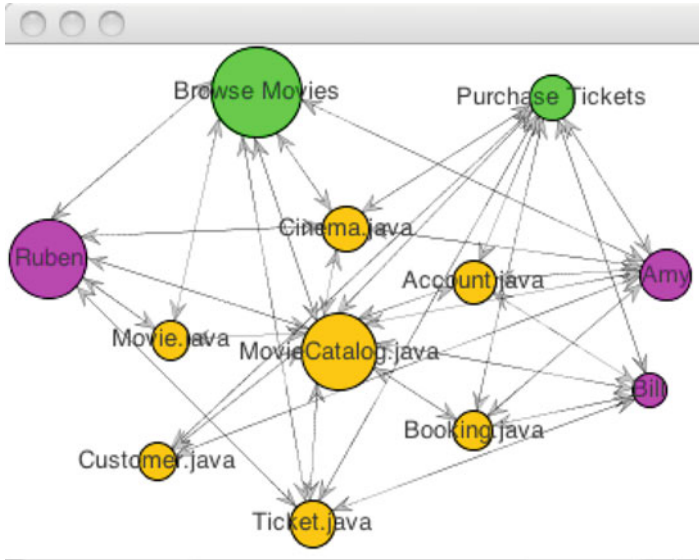 Browse Movies
Purchase Tickets
Cinema.java
Ruben
Account.java
Amy
Movie.java
MovieCatalog.java
Bill
Booking.java
Customer.java
Ticket.java